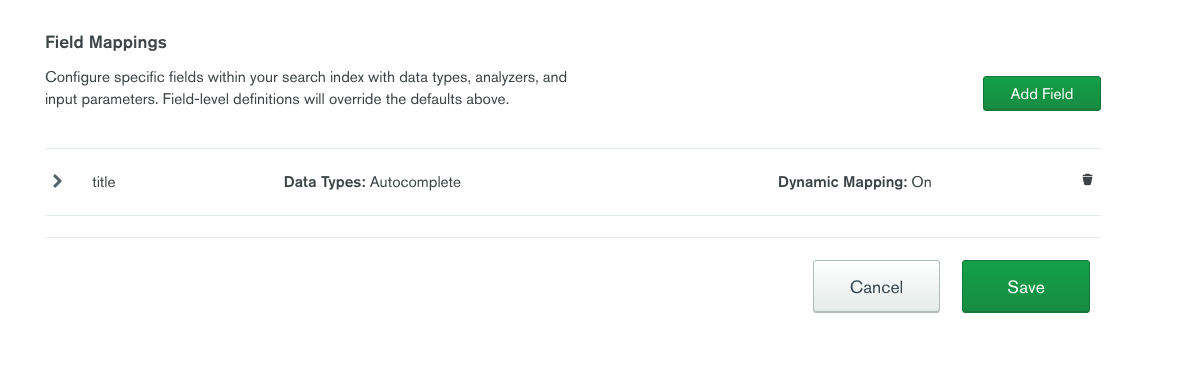 Field Mappings
Configure specific fields within your search index with data types, analyzers, and
input parameters. Field-level definitions will override the defaults above.
Add Field
title Data Types: Autocomplete Dynamic Mapping: On
Cancel Save